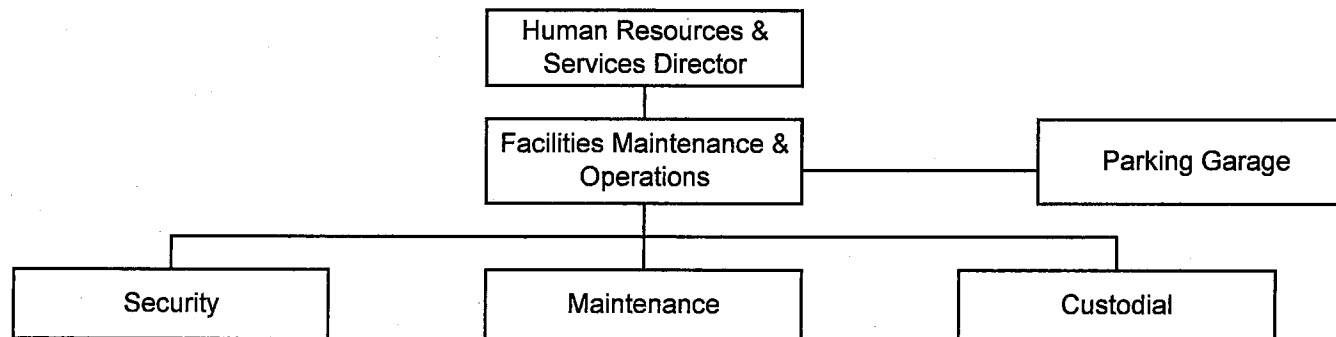 Human Resources &
Services Director
Facilities Maintenance &
Operations
Parking Garage
Security
Maintenance
Custodial